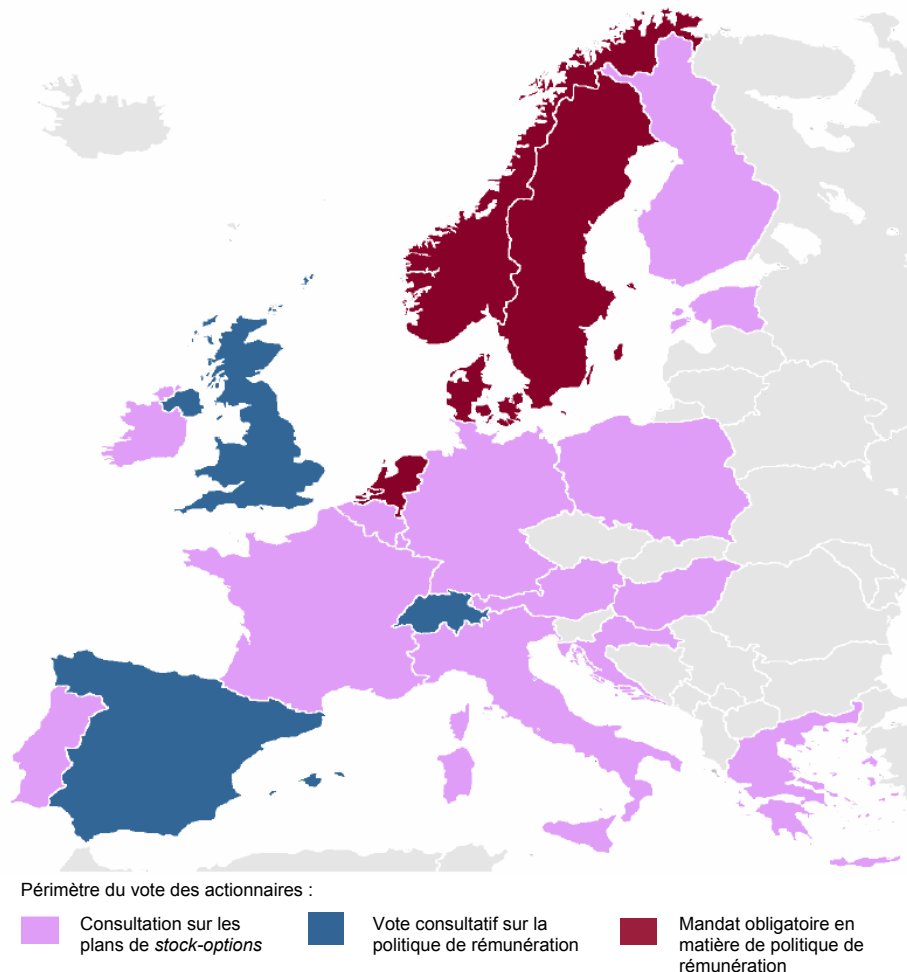 Périmètre du vote des actionnaires :
Consultation sur les
plans de stock-options
Vote consultatif sur la
politique de rémunération
Mandat obligatoire en
matière de politique de
rémunération